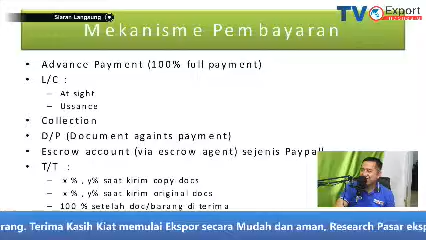 Siaran Langsung
TV Export
Mekanisme Pembayaran
• Advance Payment (100% full payment)
• L/C :
– At sight
– Ussance
• Collection
• D/P (Document againts payment)
• Escrow account (via escrow agent) sejenis Paypall
• T/T :
– x % , y% saat kirim copy docs
– x % , y% saat kirim original docs
– 100 % setelah doc/barang di terima
arang. Terima Kasih Kiat memulai Ekspor secara Mudah dan aman, Research Pasar eksp